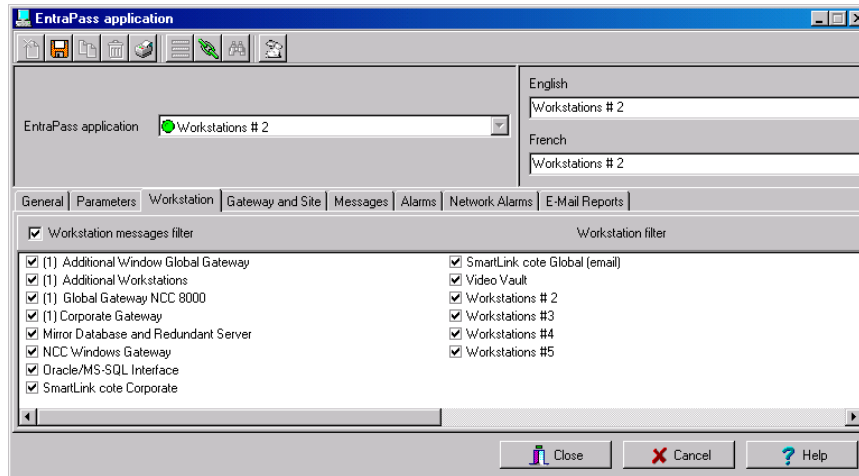 EntraPass application
English
Workstations # 2
EntraPass application
Workstations # 2
French
Workstations # 2
General
Parameters
Workstation
Gateway and Site
Messages
Alarms
Network Alarms
E-Mail Reports
Workstation messages filter
Workstation filter
(1) Additional Window Global Gateway
(1) Additional Workstations
(1) Global Gateway NCC 8000
(1) Corporate Gateway
Mirror Database and Redundant Server
NCC Windows Gateway
Oracle/MS-SQL Interface
SmartLink cote Corporate
SmartLink cote Global (email)
Video Vault
Workstations # 2
Workstations #3
Workstations #4
Workstations #5
Close
Cancel
Help